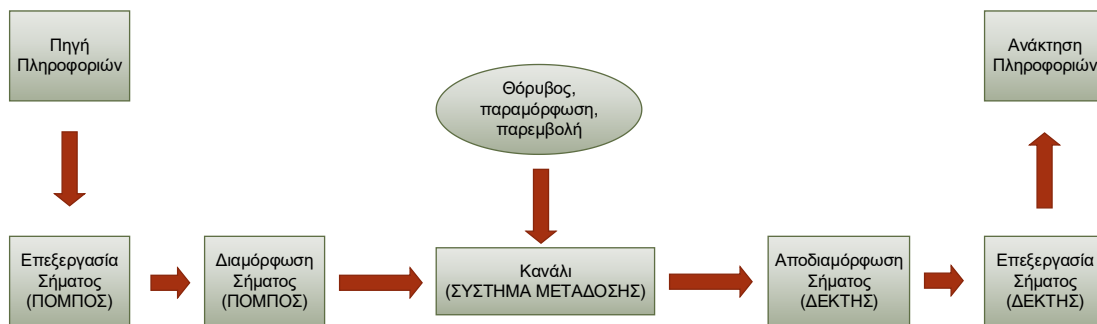 Πηγή
Πληροφοριών
Ανάκτηση
Πληροφοριών
Θόρυβος,
παραμόρφωση,
παρεμβολή
Επεξεργασία
Σήματος
(ΠΟΜΠΟΣ)
Διαμόρφωση
Σήματος
(ΠΟΜΠΟΣ)
Κανάλι
(ΣΥΣΤΗΜΑ ΜΕΤΑΔΟΣΗΣ)
Αποδιαμόρφωση
Σήματος
(ΔΕΚΤΗΣ)
Επεξεργασία
Σήματος
(ΔΕΚΤΗΣ)